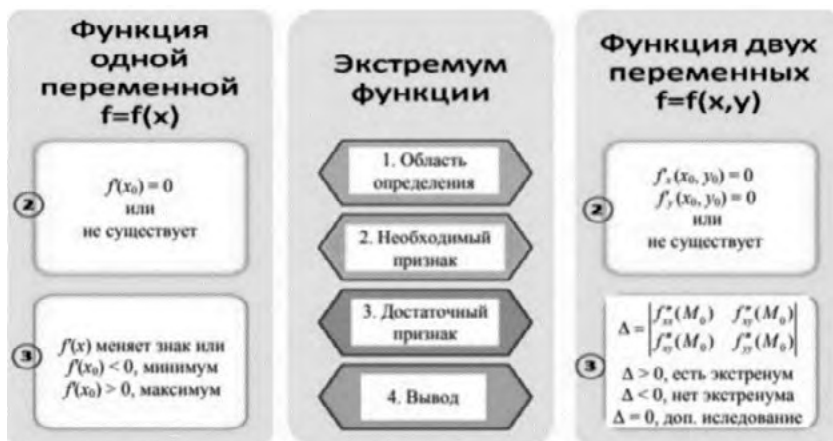 Функция
одной
переменной
f=f(x)
②
f'(x₀) = 0
или
не существует
③
f'(x) меняет знак или
f'(x₀) < 0, минимум
f'(x₀) > 0, максимум
Экстремум
функции
1. Область
определения
2. Необходимый
признак
3. Достаточный
признак
4. Вывод
Функция двух
переменных
f=f(x,y)
②
f'ₓ (x₀, y₀) = 0
f'ᵧ (x₀, y₀) = 0
или
не существует
③
Δ = |f''ₓₓ(M₀) f''ₓᵧ(M₀)|
|f''ₓᵧ(M₀) f''ᵧᵧ(M₀)|
Δ > 0, есть экстренум
Δ < 0, нет экстренума
Δ = 0, доп. иследование